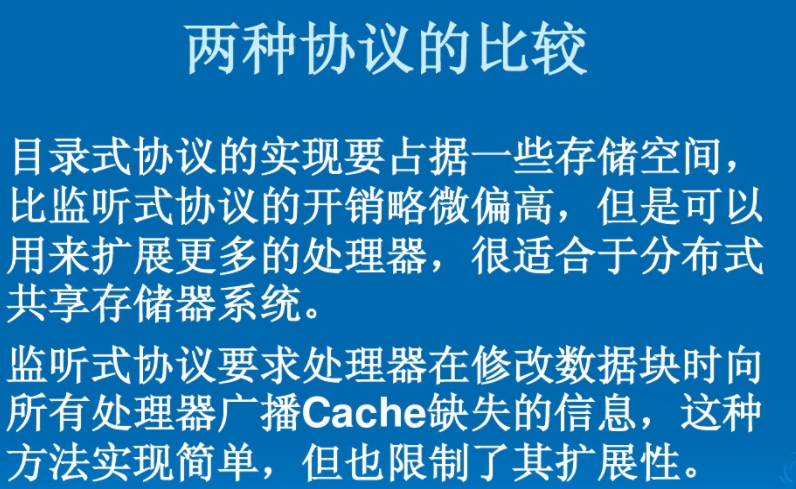 两种协议的比较
目录式协议的实现要占据一些存储空间，
比监听式协议的开销略微偏高，但是可以
用来扩展更多的处理器，很适合于分布式
共享存储器系统。
监听式协议要求处理器在修改数据块时向
所有处理器广播Cache缺失的信息，这种
方法实现简单，但也限制了其扩展性。